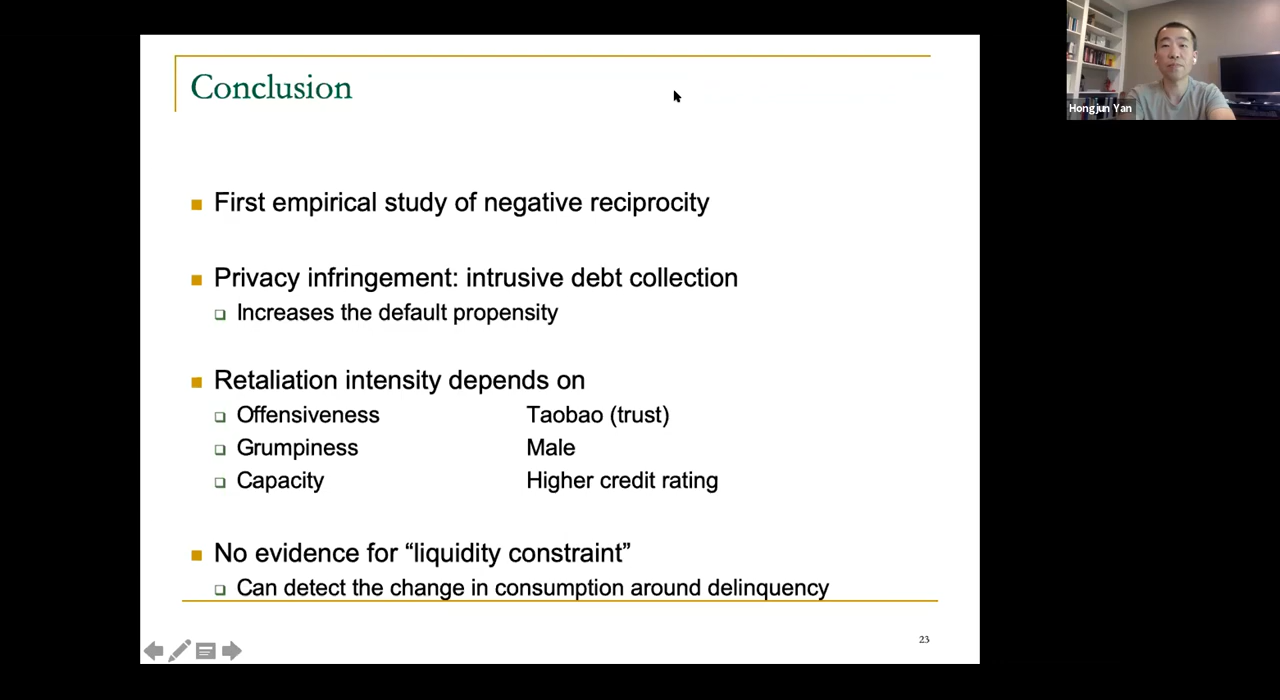 Conclusion
Hongjun Yan
First empirical study of negative reciprocity
Privacy infringement: intrusive debt collection
Increases the default propensity
Retaliation intensity depends on
Offensiveness Taobao (trust)
Grumpiness Male
Capacity Higher credit rating
No evidence for “liquidity constraint”
Can detect the change in consumption around delinquency
23